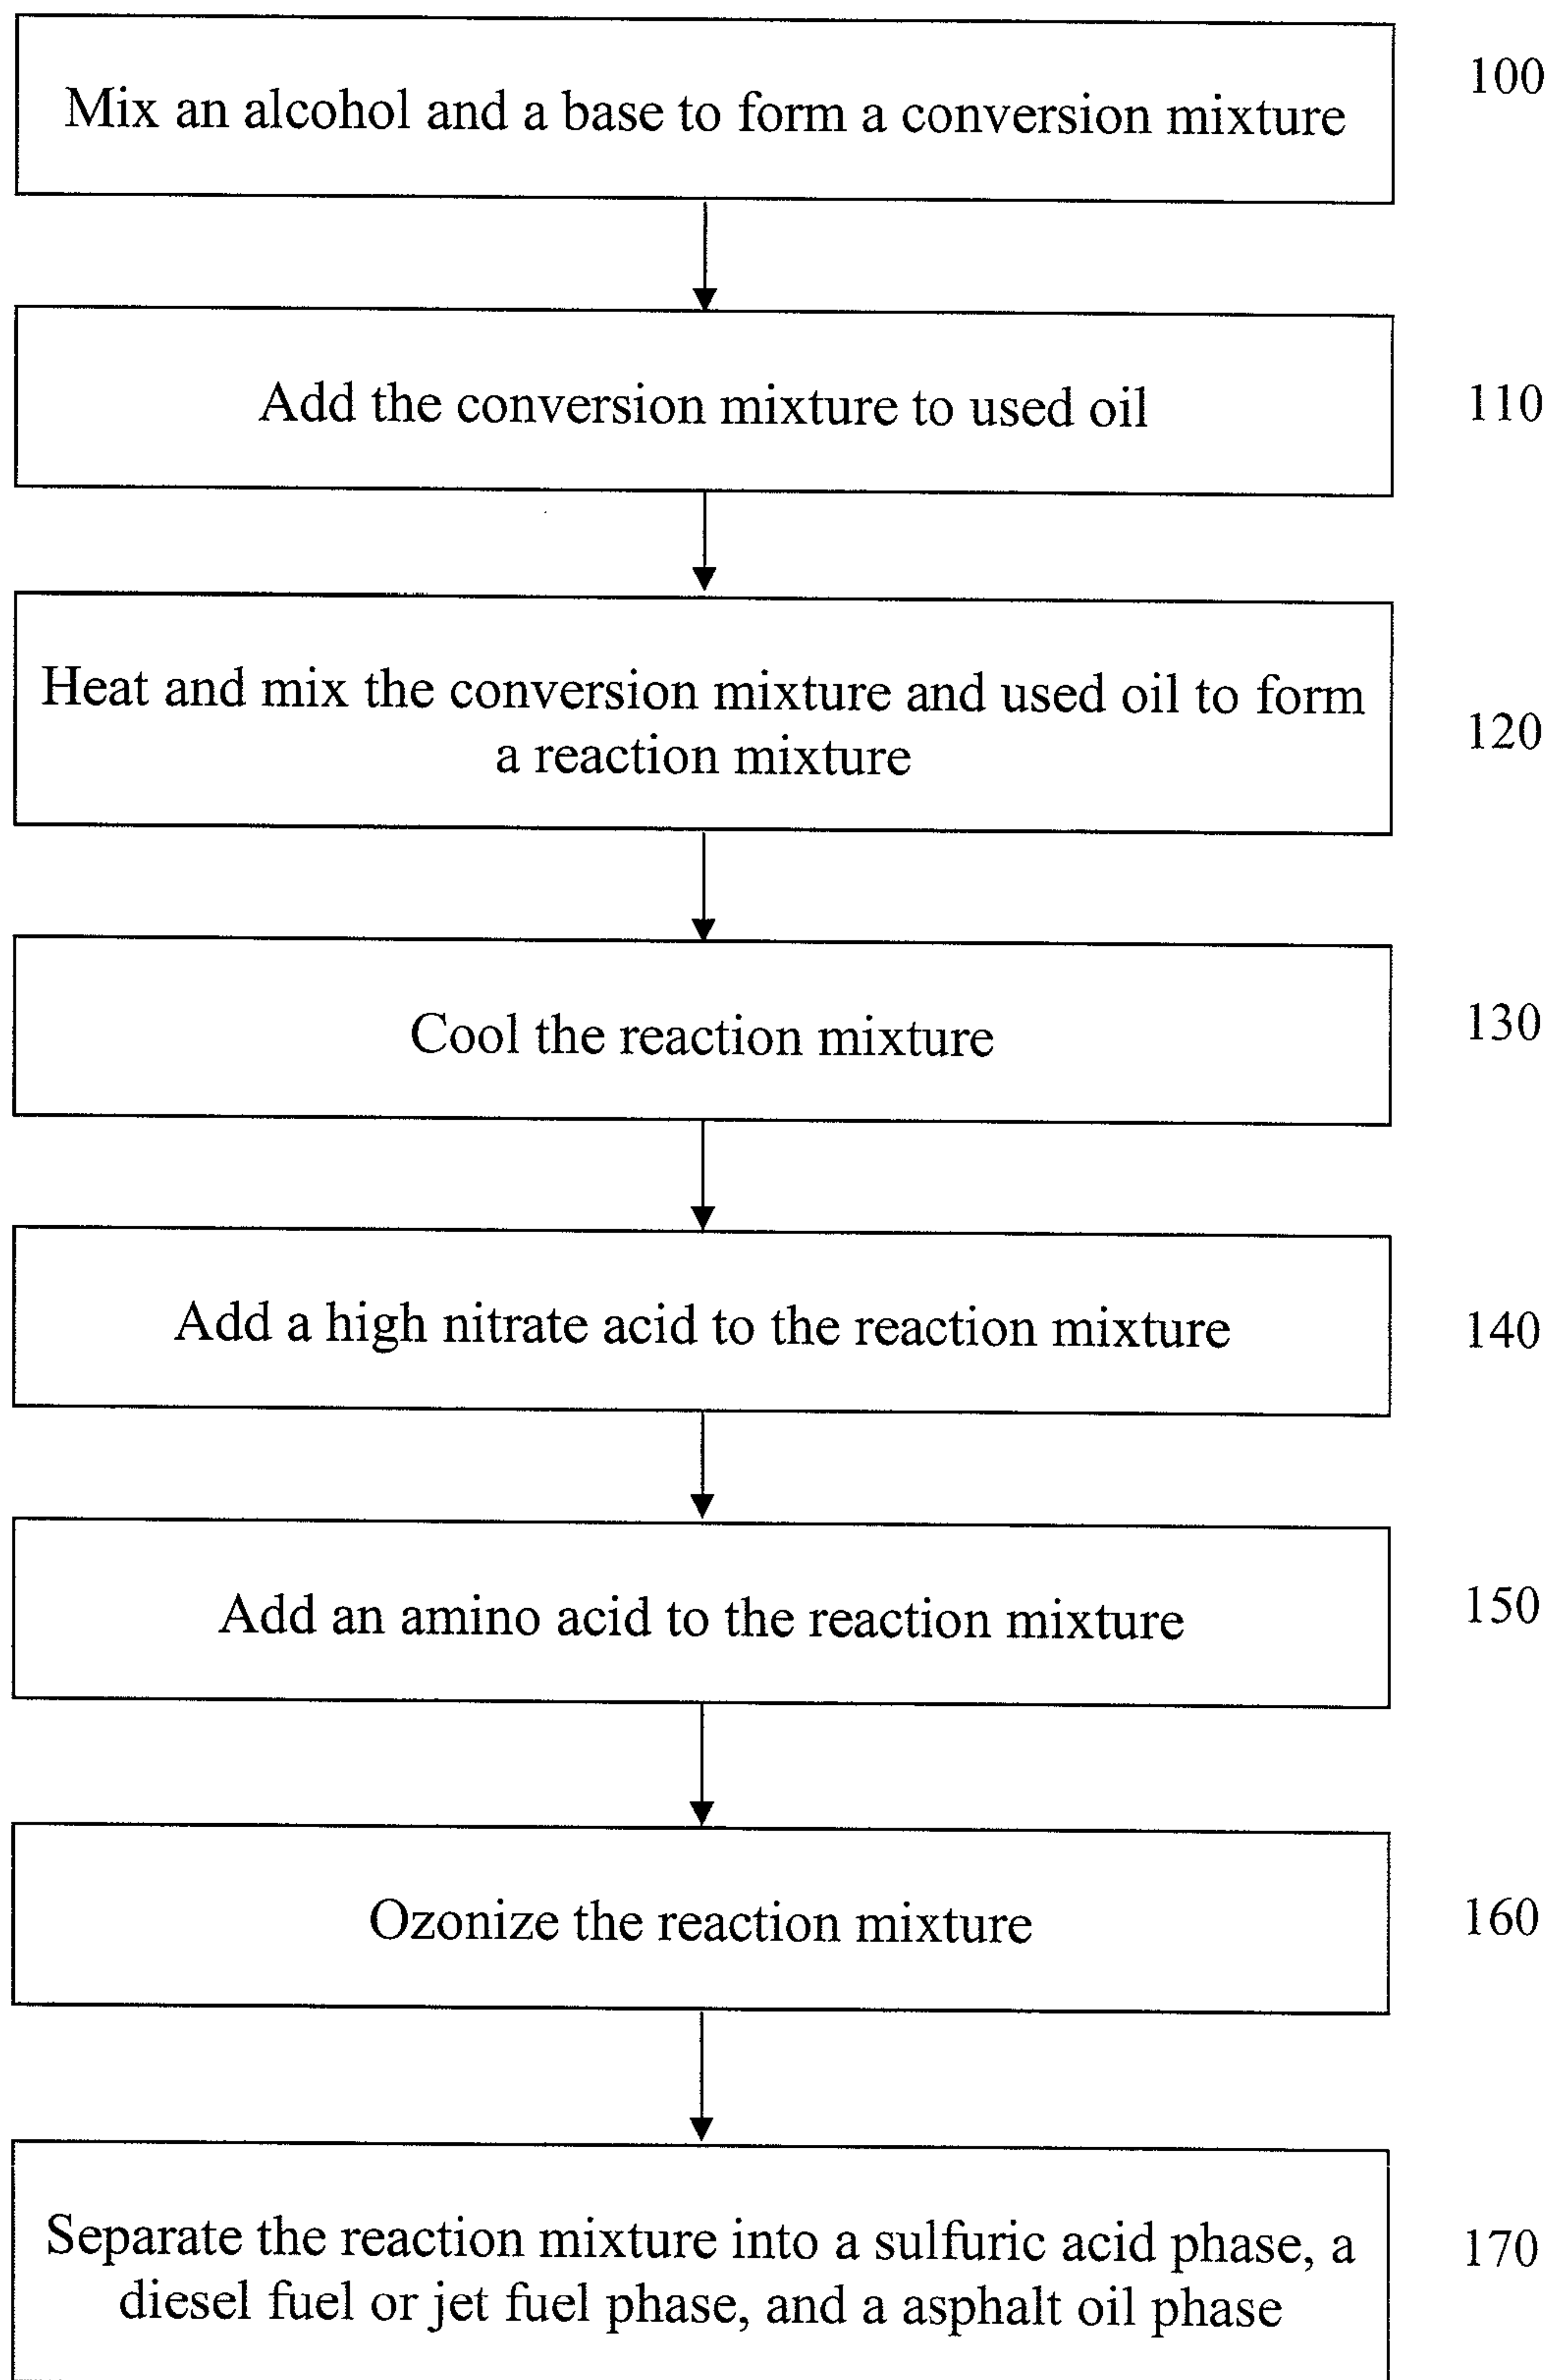 Mix an alcohol and a base to form a conversion mixture
100
Add the conversion mixture to used oil
110
Heat and mix the conversion mixture and used oil to form
a reaction mixture
120
Cool the reaction mixture
130
Add a high nitrate acid to the reaction mixture
140
Add an amino acid to the reaction mixture
150
Ozonize the reaction mixture
160
Separate the reaction mixture into a sulfuric acid phase, a
diesel fuel or jet fuel phase, and a asphalt oil phase
170